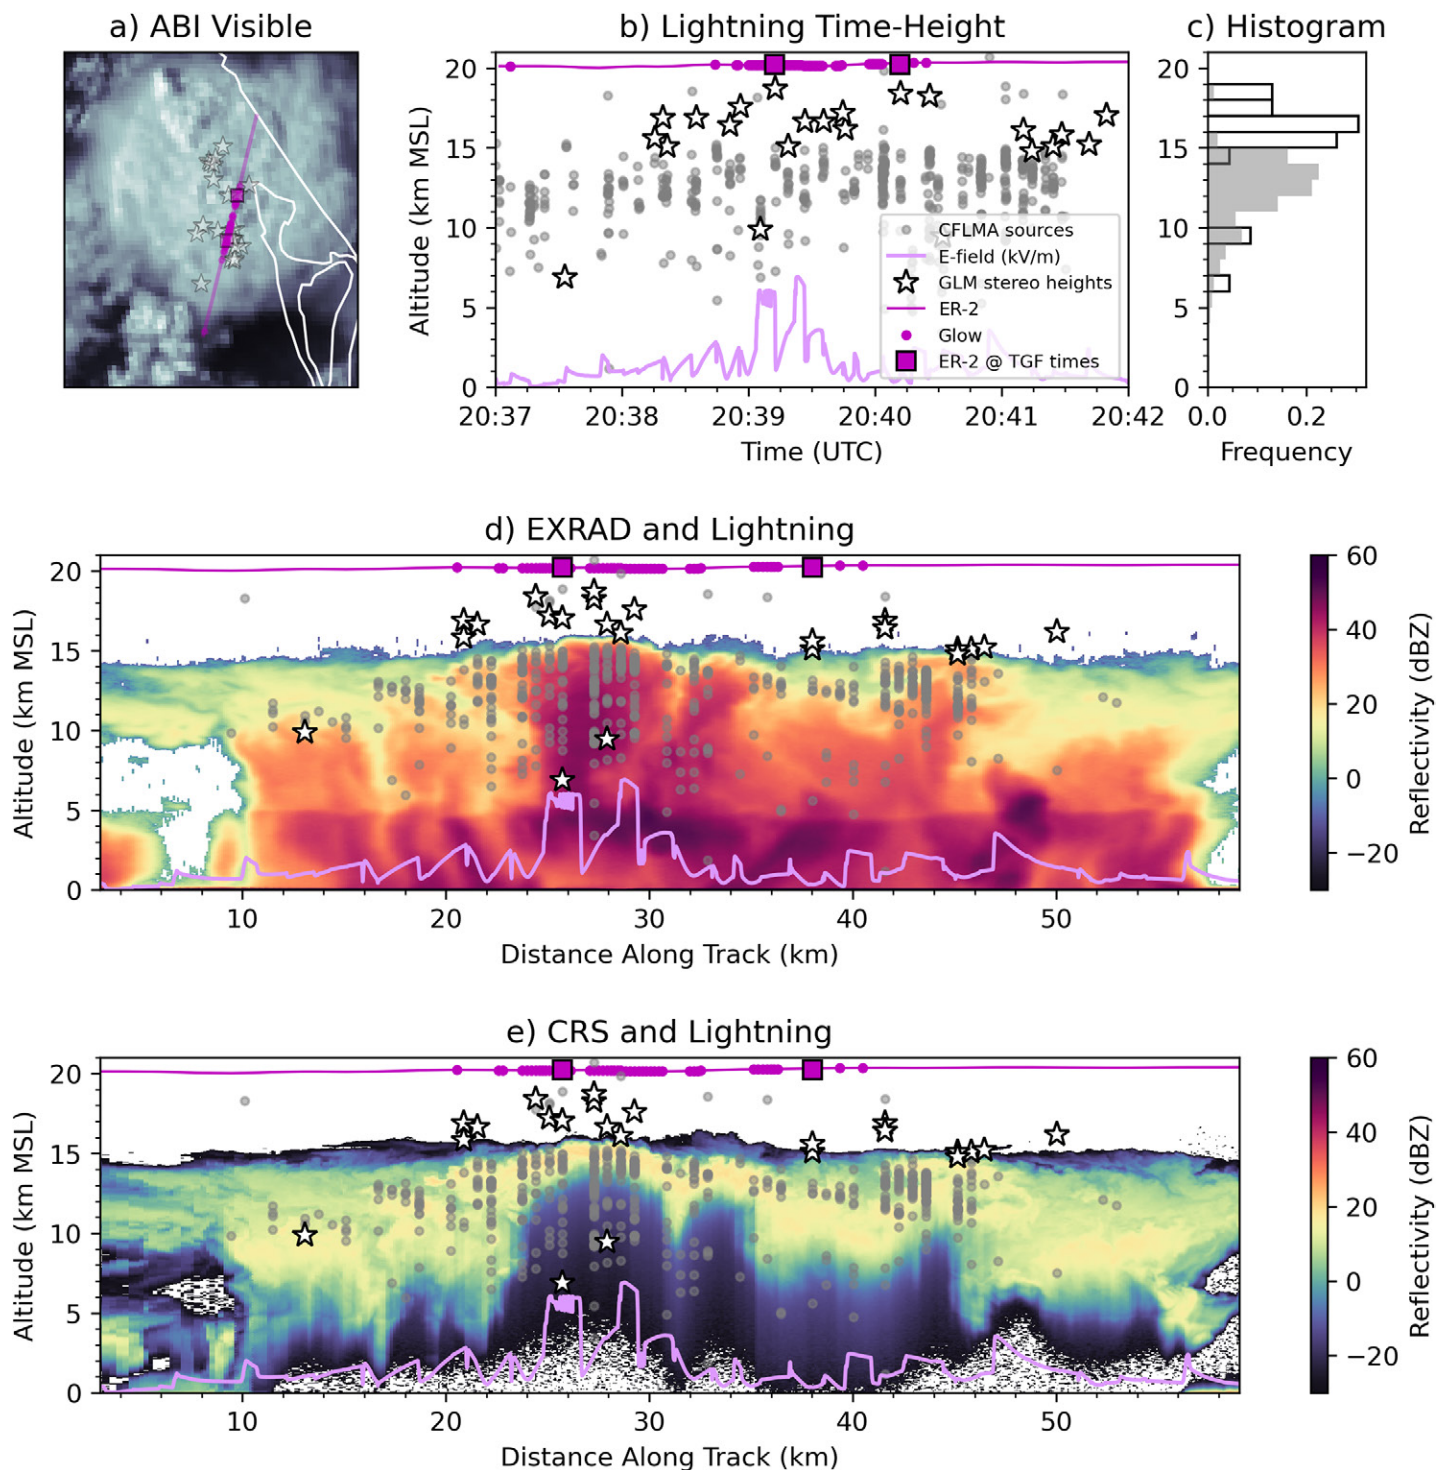 a) ABI Visible
b) Lightning Time-Height
c) Histogram
20
15
10
5
0
Altitude (km MSL)
CFLMA sources
E-field (kV/m)
GLM stereo heights
ER-2
Glow
ER-2 @ TGF times
20:37 20:38 20:39 20:40 20:41 20:42
Time (UTC)
20
15
10
5
0
0.0 0.2
Frequency
d) EXRAD and Lightning
20
15
10
5
0
Altitude (km MSL)
10 20 30 40 50
Distance Along Track (km)
60
40
20
0
−20
Reflectivity (dBZ)
e) CRS and Lightning
20
15
10
5
0
Altitude (km MSL)
10 20 30 40 50
Distance Along Track (km)
60
40
20
0
−20
Reflectivity (dBZ)